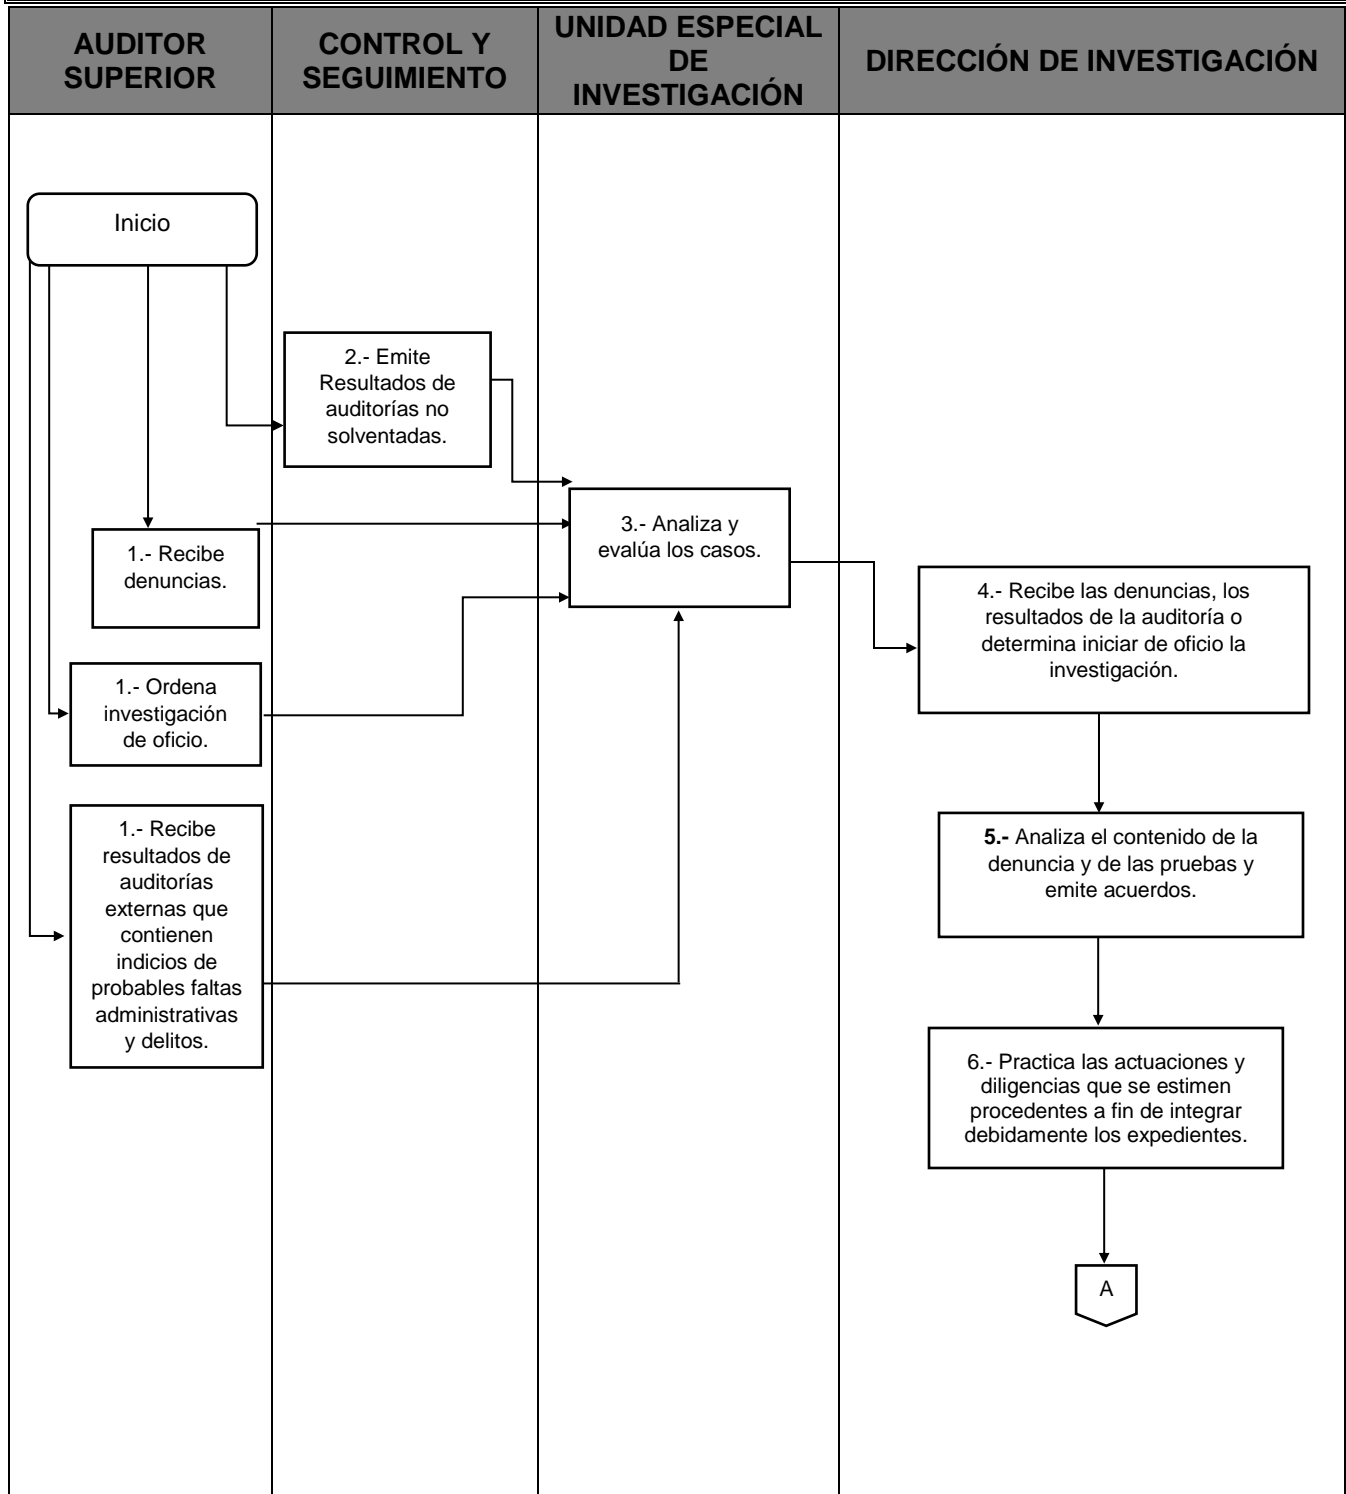 AUDITOR
SUPERIOR
CONTROL Y
SEGUIMIENTO
UNIDAD ESPECIAL
DE
INVESTIGACIÓN
DIRECCIÓN DE INVESTIGACIÓN
Inicio
2.- Emite
Resultados de
auditorías no
solventadas.
1.- Recibe
denuncias.
1.- Ordena
investigación
de oficio.
1.- Recibe
resultados de
auditorías
externas que
contienen
indicios de
probables faltas
administrativas
y delitos.
3.- Analiza y
evalúa los casos.
4.- Recibe las denuncias, los
resultados de la auditoría o
determina iniciar de oficio la
investigación.
5.- Analiza el contenido de la
denuncia y de las pruebas y
emite acuerdos.
6.- Practica las actuaciones y
diligencias que se estimen
procedentes a fin de integrar
debidamente los expedientes.
A